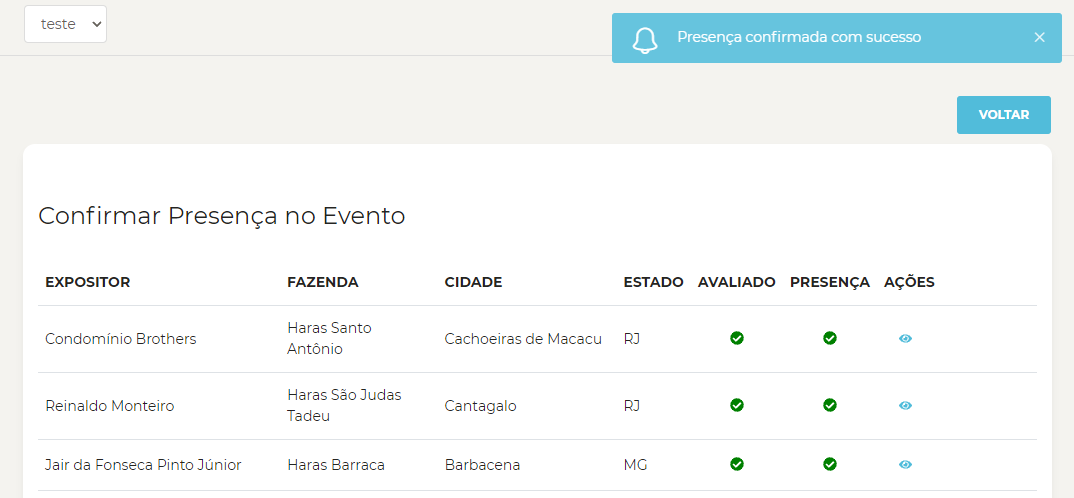 teste
Presença confirmada com sucesso
VOLTAR
Confirmar Presença no Evento
EXPOSITOR FAZENDA CIDADE ESTADO AVALIADO PRESENÇA AÇÕES
Condomínio Brothers Haras Santo Antônio Cachoeiras de Macacu RJ
Reinaldo Monteiro Haras São Judas Tadeu Cantagalo RJ
Jair da Fonseca Pinto Júnior Haras Barraca Barbacena MG